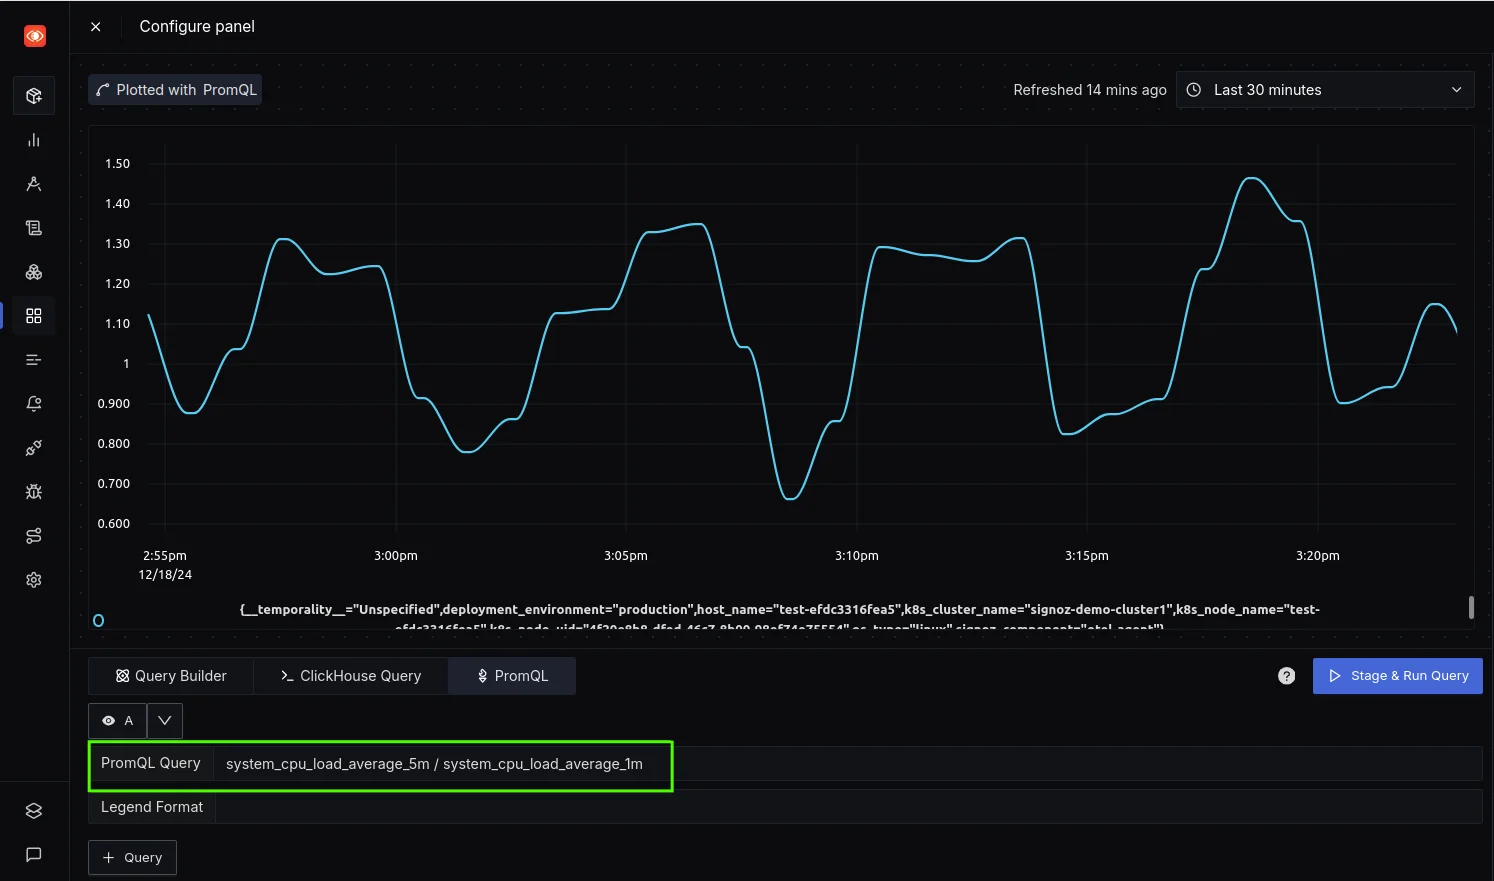 Configure panel
Plotted with PromQL
Refreshed 14 mins ago
Last 30 minutes
1.50
1.40
1.30
1.20
1.10
1
0.900
0.800
0.700
0.600
2:55pm 3:00pm 3:05pm 3:10pm 3:15pm 3:20pm
12/18/24
{__temporality__="Unspecified",deployment_environment="production",host_name="test-efdc3316fea5",k8s_cluster_name="signoz-demo-cluster1",k8s_node_name="test-
Query Builder
ClickHouse Query
PromQL
?
Stage & Run Query
A
PromQL Query
system_cpu_load_average_5m / system_cpu_load_average_1m
Legend Format
+ Query